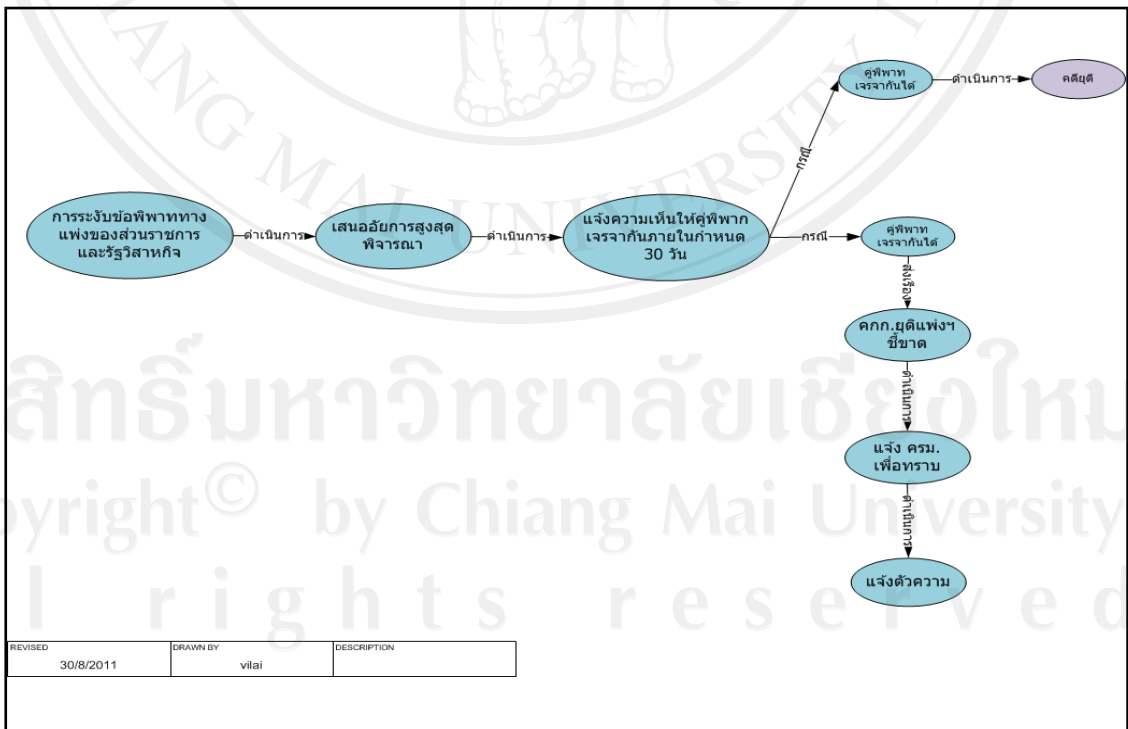 คู่พิพาท
เจรจากันได้
ดำเนินการ
คดียุติ
กรณี
การระงับข้อพิพาททาง
แพ่งของส่วนราชการ
และรัฐวิสาหกิจ
ดำเนินการ
เสนออัยการสูงสุด
พิจารณา
ดำเนินการ
แจ้งความเห็นให้คู่พิพาก
เจรจากันภายในกำหนด
30 วัน
กรณี
คู่พิพาท
เจรจากันได้
ส่งเรื่อง
คกก.ยุติแพ่งฯ
ชี้ขาด
ดำเนินการ
แจ้ง ครม.
เพื่อทราบ
ดำเนินการ
แจ้งตัวความ
REVISED
30/8/2011
DRAWN BY
vilai
DESCRIPTION
ANG MAI UNIVERSITY
สิทธิ์มหาวิทยาลัยเชียงใหม
pyright© by Chiang Mai University
l rights reserved